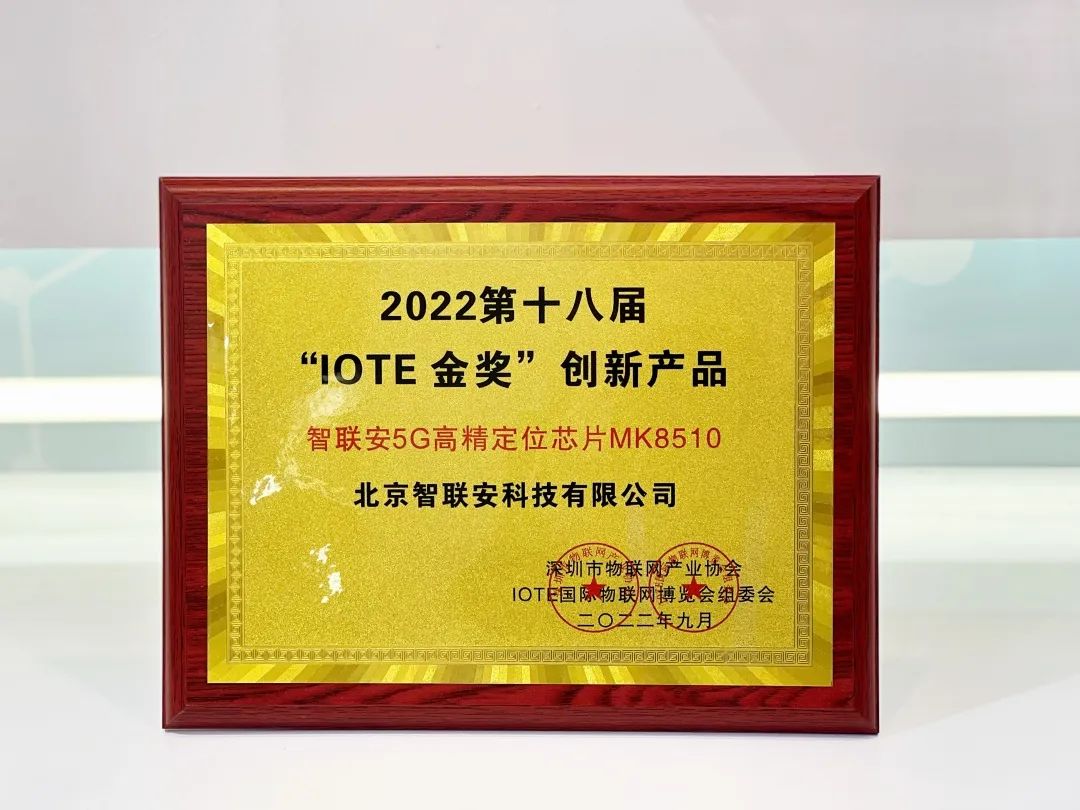 2022第十八届
“IOTE 金奖”创新产品
智联安5G高精定位芯片MK8510
北京智联安科技有限公司
深圳市物联网产业协会
IOTE国际物联网博览会组委会
二〇二二年九月